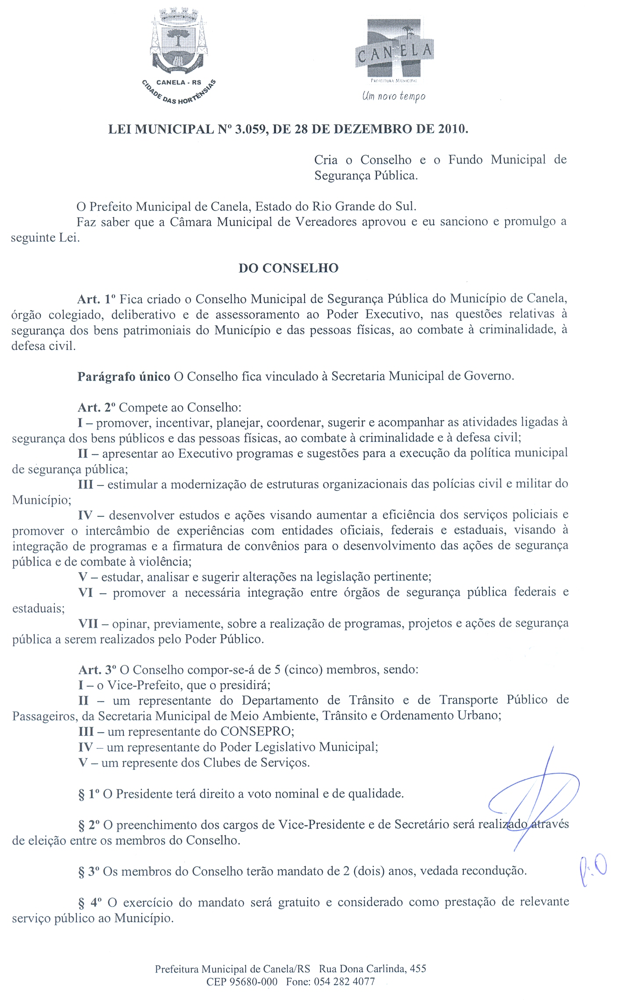 CANELA - RS
CIDADE DAS HORTÊNSIAS
CANELA
PREFEITURA MUNICIPAL
Um novo tempo
LEI MUNICIPAL Nº 3.059, DE 28 DE DEZEMBRO DE 2010.
Cria o Conselho e o Fundo Municipal de
Segurança Pública.
O Prefeito Municipal de Canela, Estado do Rio Grande do Sul.
Faz saber que a Câmara Municipal de Vereadores aprovou e eu sanciono e promulgo a
seguinte Lei.
DO CONSELHO
Art. 1º Fica criado o Conselho Municipal de Segurança Pública do Município de Canela,
órgão colegiado, deliberativo e de assessoramento ao Poder Executivo, nas questões relativas à
segurança dos bens patrimoniais do Município e das pessoas físicas, ao combate à criminalidade, à
defesa civil.
Parágrafo único O Conselho fica vinculado à Secretaria Municipal de Governo.
Art. 2º Compete ao Conselho:
I – promover, incentivar, planejar, coordenar, sugerir e acompanhar as atividades ligadas à
segurança dos bens públicos e das pessoas físicas, ao combate à criminalidade e à defesa civil;
II – apresentar ao Executivo programas e sugestões para a execução da política municipal
de segurança pública;
III – estimular a modernização de estruturas organizacionais das polícias civil e militar do
Município;
IV – desenvolver estudos e ações visando aumentar a eficiência dos serviços policiais e
promover o intercâmbio de experiências com entidades oficiais, federais e estaduais, visando à
integração de programas e a firmatura de convênios para o desenvolvimento das ações de segurança
pública e de combate à violência;
V – estudar, analisar e sugerir alterações na legislação pertinente;
VI – promover a necessária integração entre órgãos de segurança pública federais e
estaduais;
VII – opinar, previamente, sobre a realização de programas, projetos e ações de segurança
pública a serem realizados pelo Poder Público.
Art. 3º O Conselho compor-se-á de 5 (cinco) membros, sendo:
I – o Vice-Prefeito, que o presidirá;
II – um representante do Departamento de Trânsito e de Transporte Público de
Passageiros, da Secretaria Municipal de Meio Ambiente, Trânsito e Ordenamento Urbano;
III – um representante do CONSEPRO;
IV – um representante do Poder Legislativo Municipal;
V – um represente dos Clubes de Serviços.
§ 1º O Presidente terá direito a voto nominal e de qualidade.
§ 2º O preenchimento dos cargos de Vice-Presidente e de Secretário será realizado através
de eleição entre os membros do Conselho.
§ 3º Os membros do Conselho terão mandato de 2 (dois) anos, vedada recondução.
§ 4º O exercício do mandato será gratuito e considerado como prestação de relevante
serviço público ao Município.
Prefeitura Municipal de Canela/RS Rua Dona Carlinda, 455
CEP 95680-000 Fone: 054 282 4077